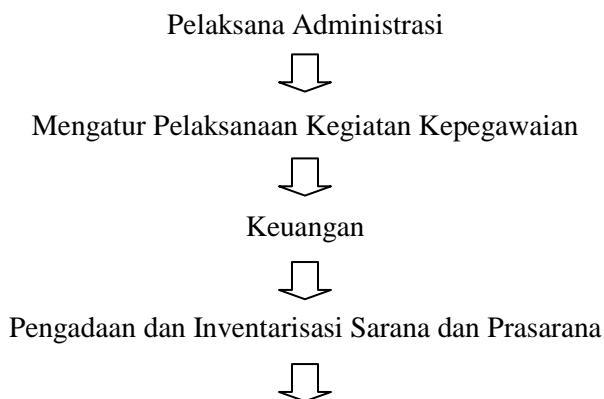 Pelaksana Administrasi
Mengatur Pelaksanaan Kegiatan Kepegawaian
Keuangan
Pengadaan dan Inventarisasi Sarana dan Prasarana